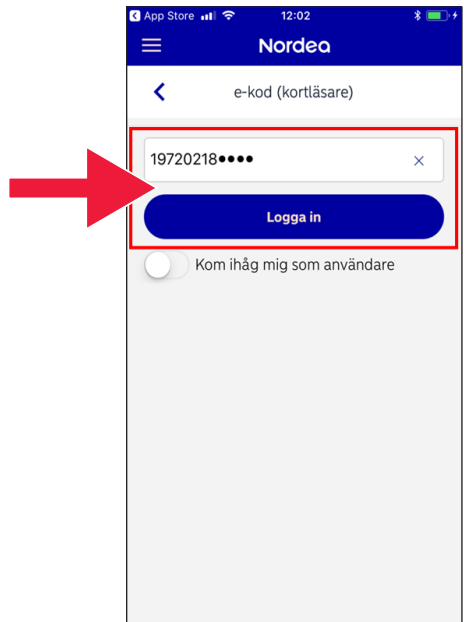 App Store 12:02
Nordea
e-kod (kortläsare)
19720218••••
Logga in
Kom ihåg mig som användare